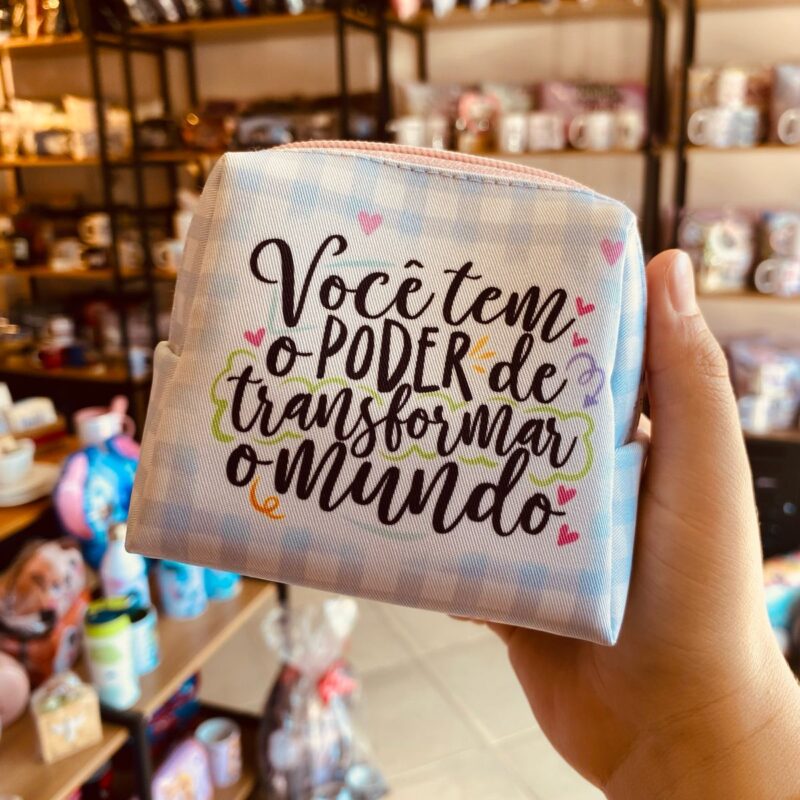 Você tem
o PODER de
transformar
o mundo